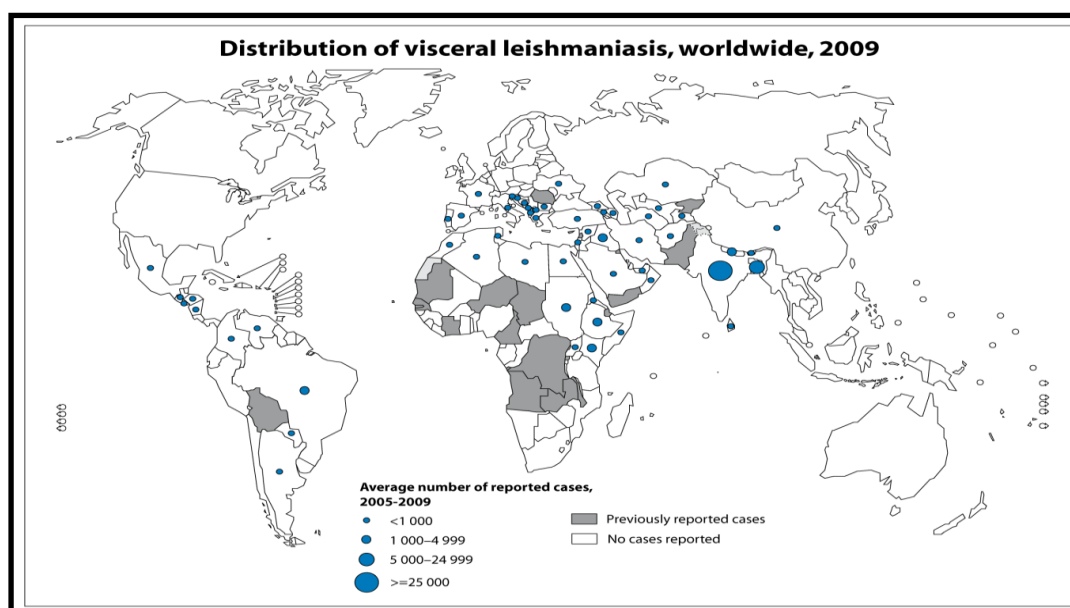 Distribution of visceral leishmaniasis, worldwide, 2009
Average number of reported cases,
2005-2009
<1 000
1 000–4 999
5 000–24 999
>=25 000
Previously reported cases
No cases reported